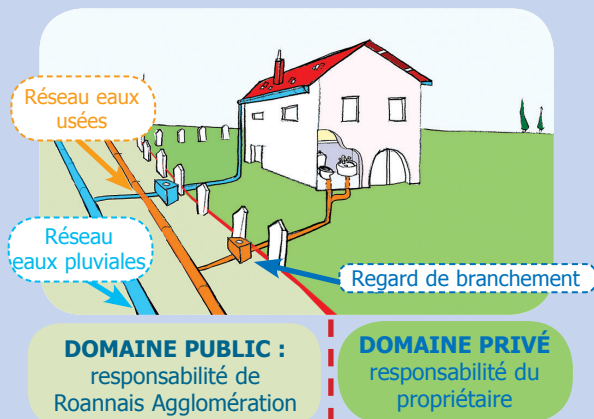 Réseau eaux
usées
Réseau
eaux pluviales
Regard de branchement
DOMAINE PUBLIC :
responsabilité de
Roannais Agglomération
DOMAINE PRIVÉ
responsabilité du
propriétaire